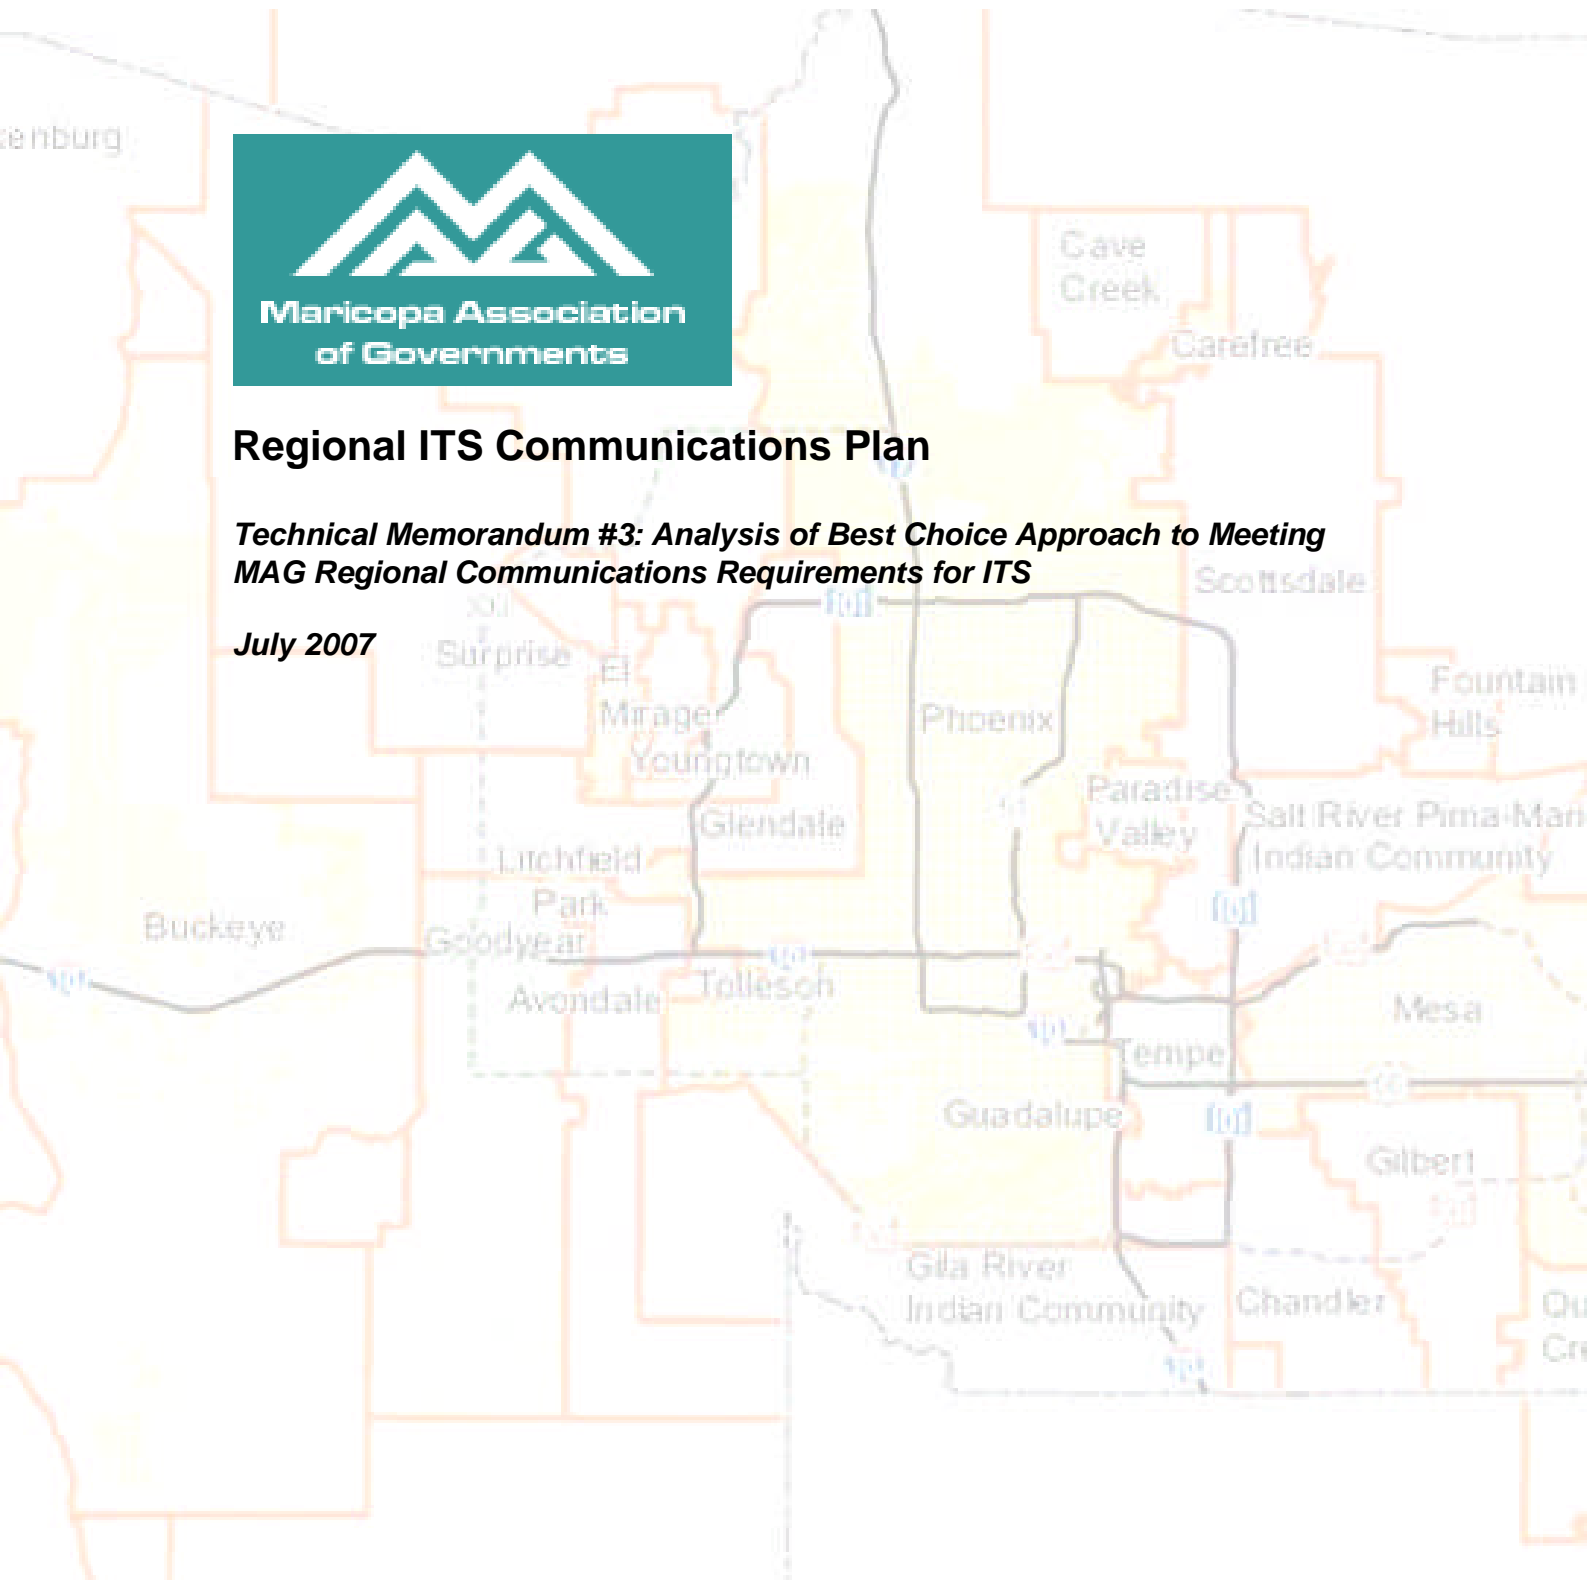 Maricopa Association
of Governments
Regional ITS Communications Plan
Technical Memorandum #3: Analysis of Best Choice Approach to Meeting
MAG Regional Communications Requirements for ITS
July 2007
Cave
Creek
Carefree
Scottsdale
Surprise
El
Mirage
Youngtown
Fountain
Hills
Phoenix
Paradise
Valley
Glendale
Salt River Pima-Mari
Indian Community
Litchfield
Park
Buckeye
Goodyear
Avondale
Tolleson
Mesa
Tempe
Guadalupe
Gilbert
Gila River
Indian Community
Chandler
Qu
Cre